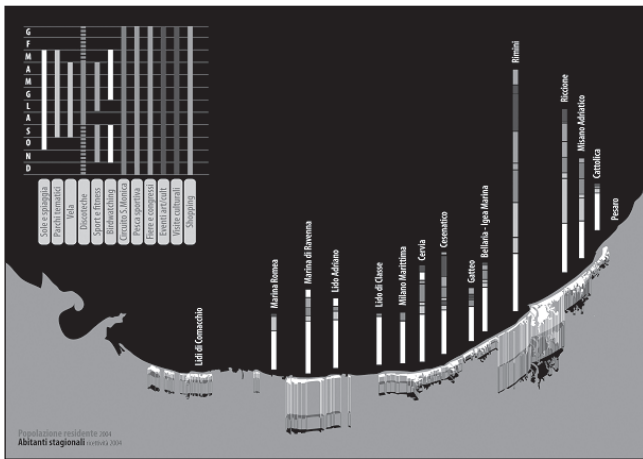 G
F
M
A
M
G
L
A
S
O
N
D
Sole e spiaggia
Parchi tematici
Vela
Discoteche
Sport e fitness
Birdwatching
Circuito S.Monica
Pesca sportiva
Fiere e congressi
Eventi art/cult
Visite culturali
Shopping
Lidi di Comacchio
Marina Romea
Marina di Ravenna
Lido Adriano
Lido di Classe
Milano Marittima
Cervia
Cesenatico
Gatteo
Bellaria - Igea Marina
Rimini
Riccione
Misano Adriatico
Cattolica
Pesaro
Popolazione residente 2004
Abitanti stagionali ricettività 2004